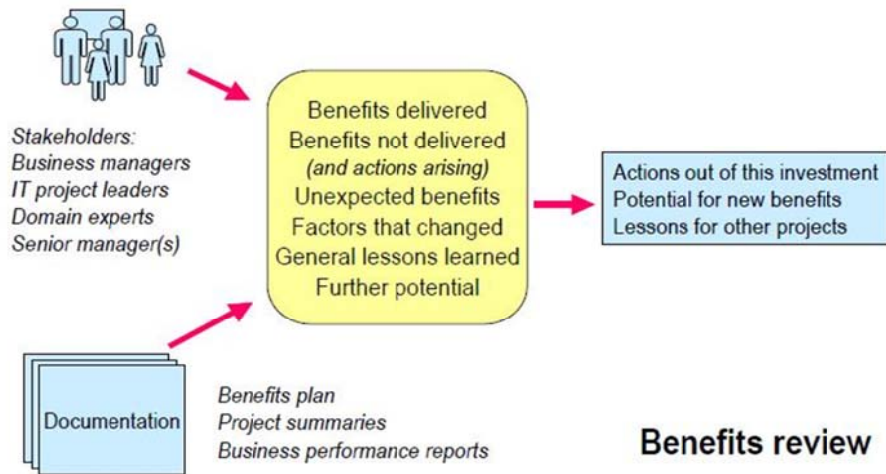 Stakeholders:
Business managers
IT project leaders
Domain experts
Senior manager(s)
Benefits delivered
Benefits not delivered
(and actions arising)
Unexpected benefits
Factors that changed
General lessons learned
Further potential
Actions out of this investment
Potential for new benefits
Lessons for other projects
Documentation
Benefits plan
Project summaries
Business performance reports
Benefits review